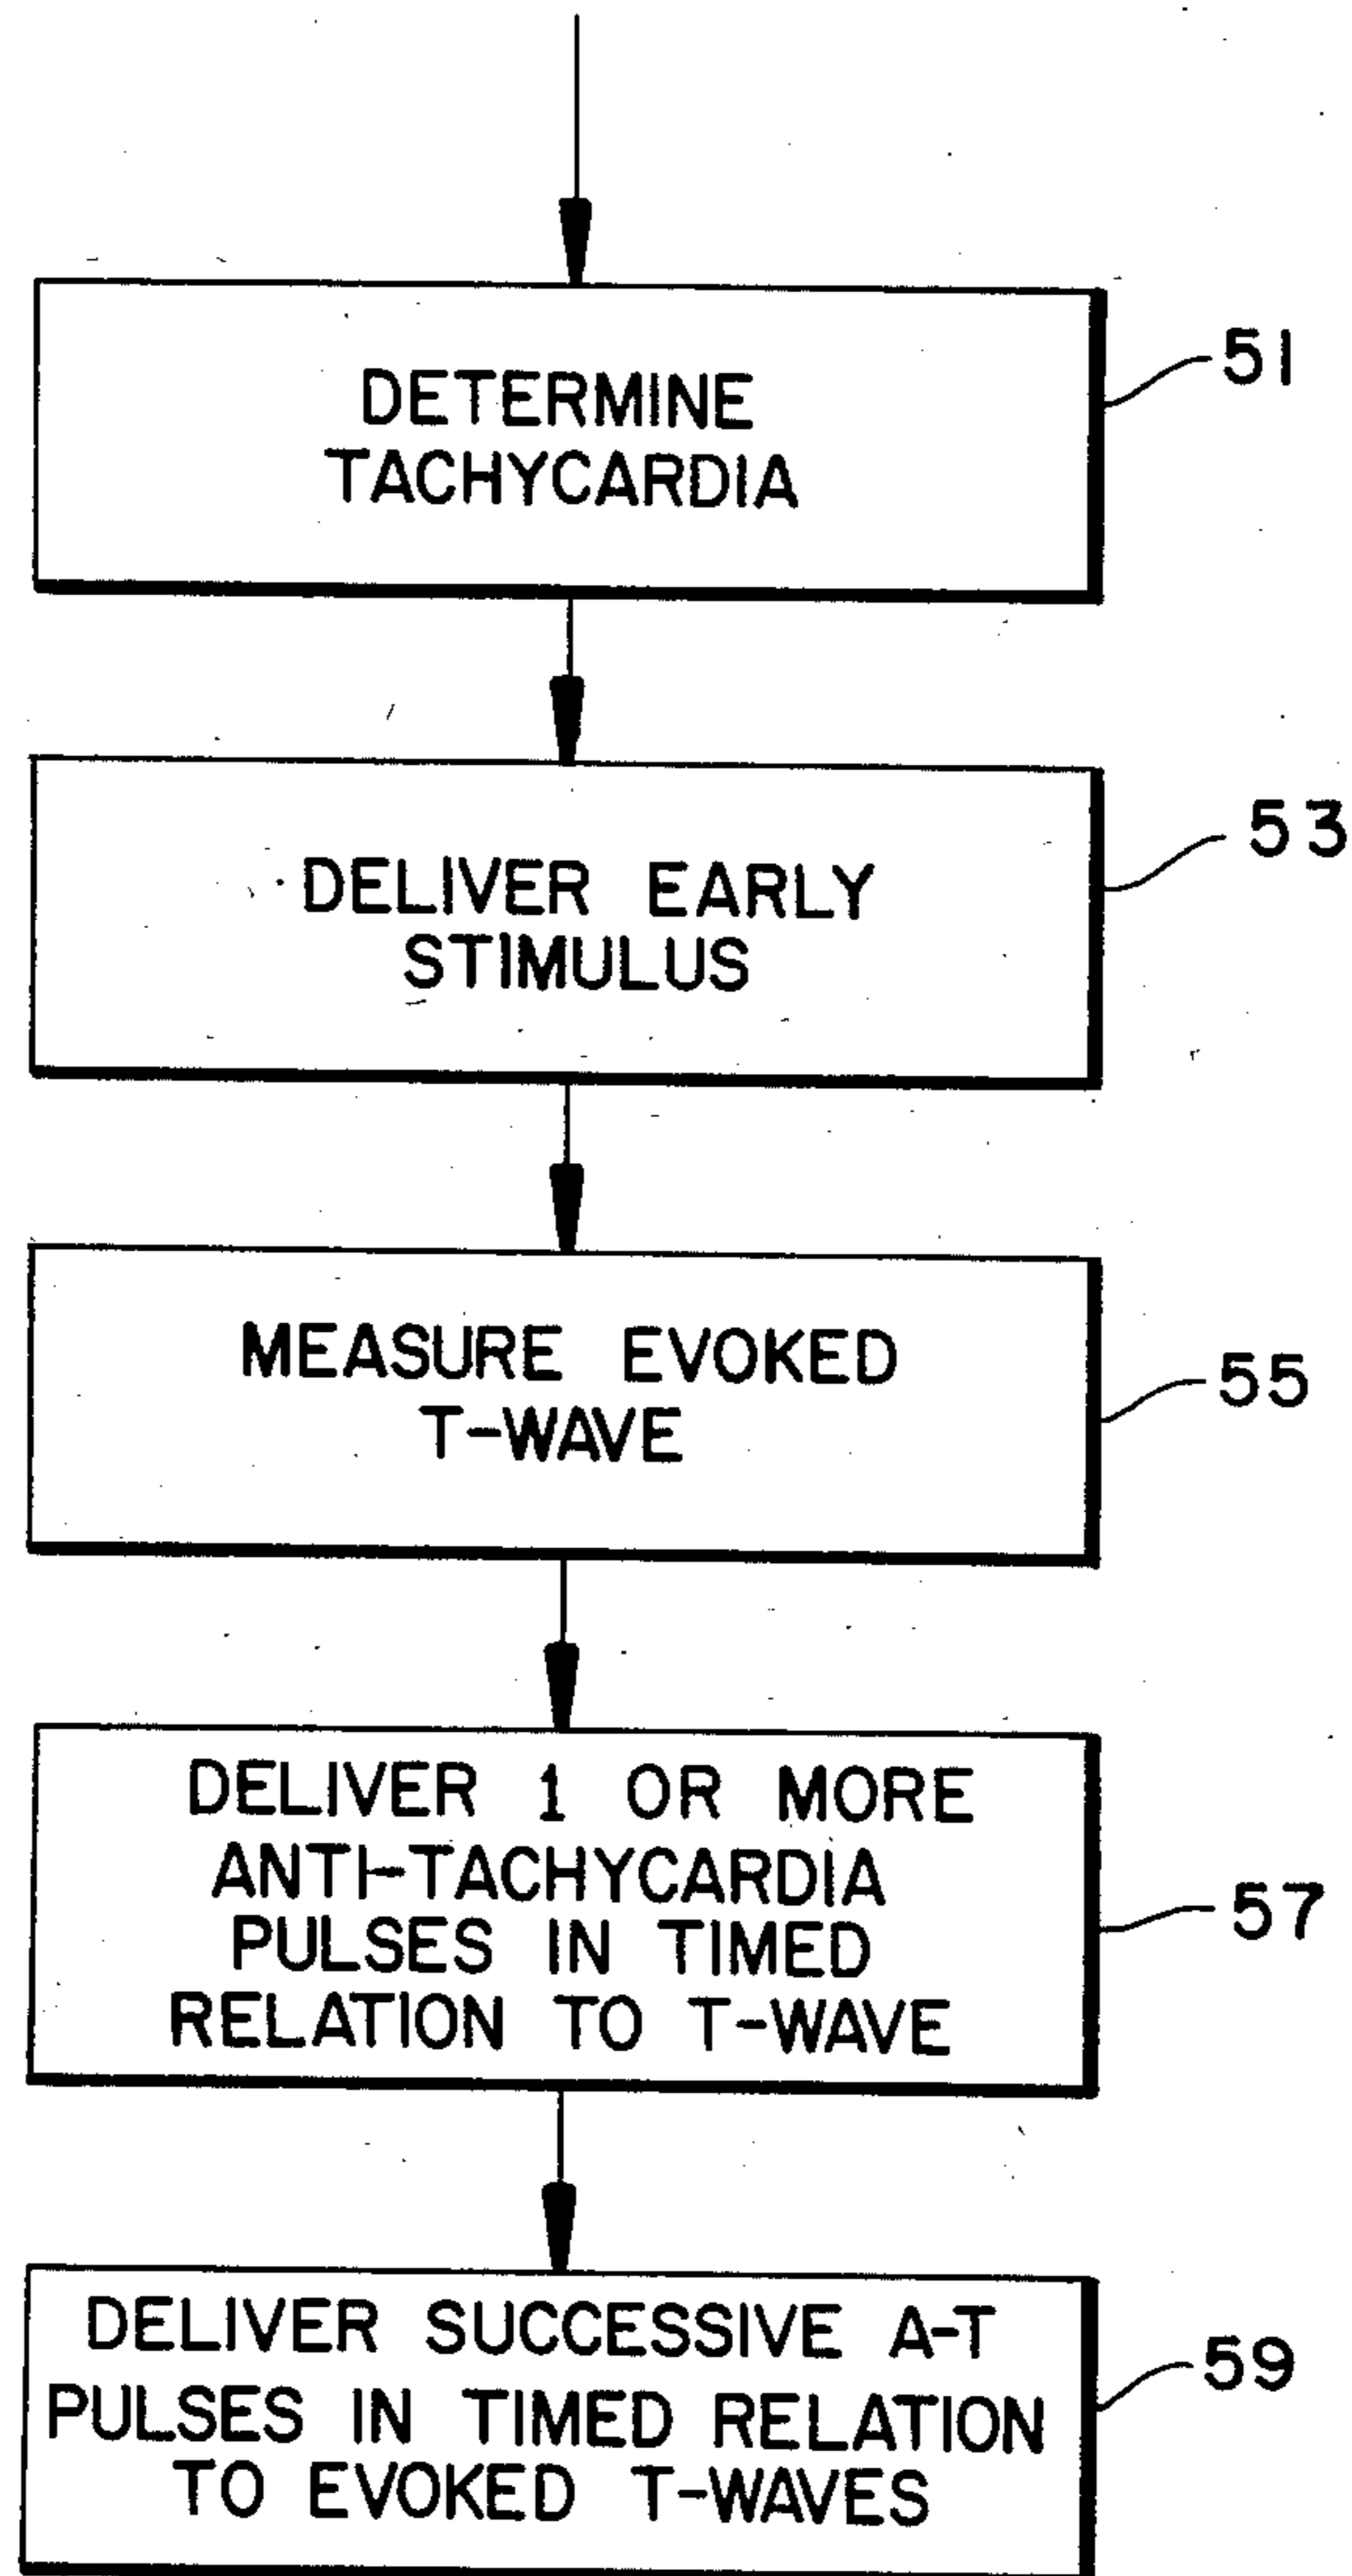 DETERMINE
TACHYCARDIA
51
DELIVER EARLY
STIMULUS
53
MEASURE EVOKED
T-WAVE
55
DELIVER 1 OR MORE
ANTI-TACHYCARDIA
PULSES IN TIMED
RELATION TO T-WAVE
57
DELIVER SUCCESSIVE A-T
PULSES IN TIMED RELATION
TO EVOKED T-WAVES
59